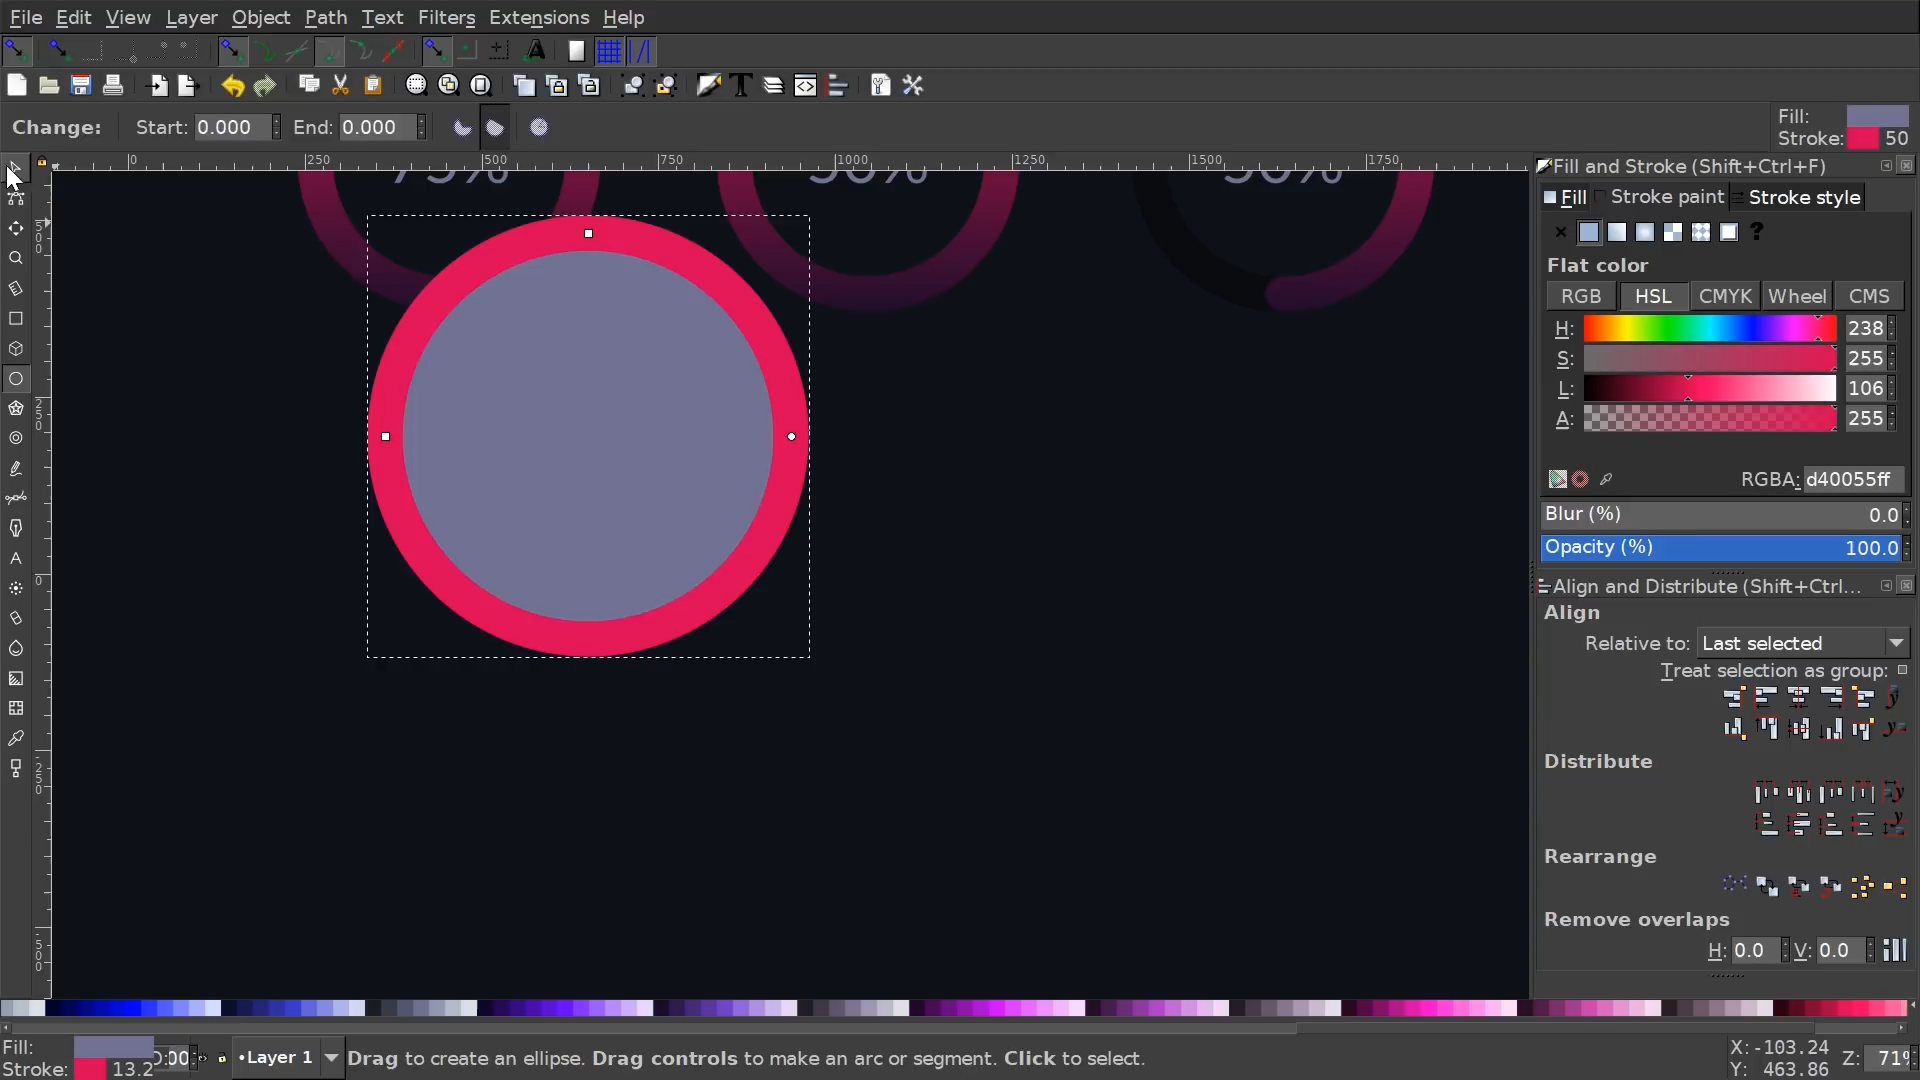 File Edit View Layer Object Path Text Filters Extensions Help
Change: Start: 0.000 End: 0.000
Fill:
Stroke: 50
0 250 500 750 1000 1250 1500 1750
Fill and Stroke (Shift+Ctrl+F)
Fill Stroke paint Stroke style
?
Flat color
RGB HSL CMYK Wheel CMS
H: 238
S: 255
L: 106
A: 255
RGBA: d40055ff
Blur (%) 0.0
Opacity (%) 100.0
Align and Distribute (Shift+Ctrl...
Align
Relative to: Last selected
Treat selection as group:
Distribute
Rearrange
Remove overlaps
H: 0.0 V: 0.0
Fill:
Stroke: 13.2
•Layer 1
Drag to create an ellipse. Drag controls to make an arc or segment. Click to select.
X: -103.24
Y: 463.86
Z: 71%